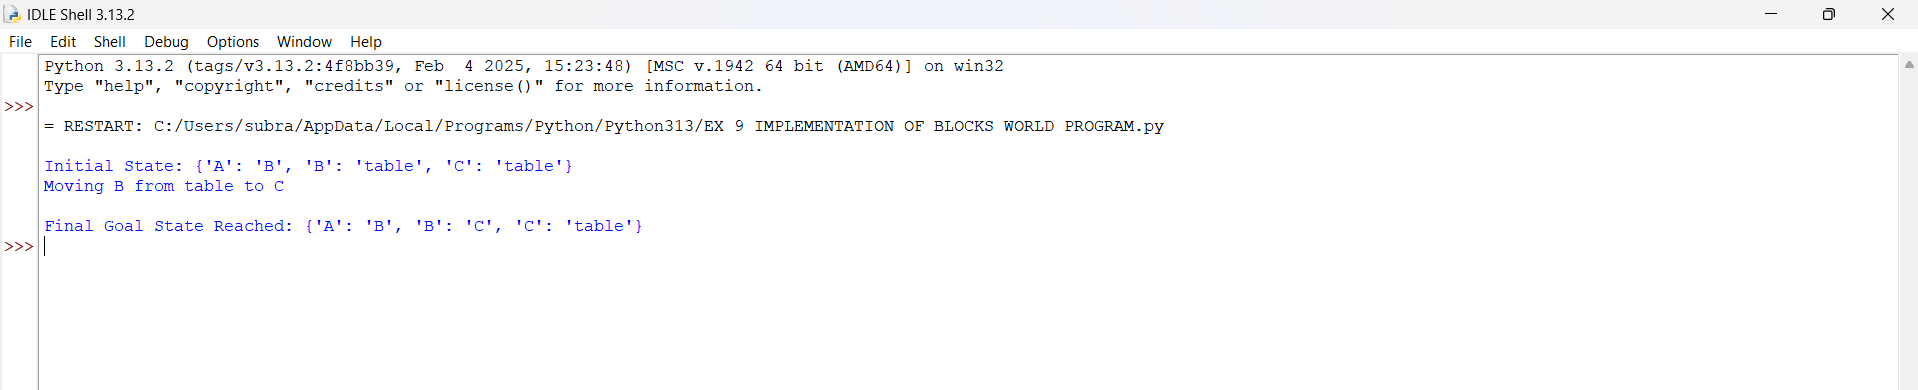 IDLE Shell 3.13.2
File Edit Shell Debug Options Window Help
Python 3.13.2 (tags/v3.13.2:4f8bb39, Feb  4 2025, 15:23:48) [MSC v.1942 64 bit (AMD64)] on win32
Type "help", "copyright", "credits" or "license()" for more information.
>>>
= RESTART: C:/Users/subra/AppData/Local/Programs/Python/Python313/EX 9 IMPLEMENTATION OF BLOCKS WORLD PROGRAM.py
Initial State: {'A': 'B', 'B': 'table', 'C': 'table'}
Moving B from table to C
Final Goal State Reached: {'A': 'B', 'B': 'C', 'C': 'table'}
>>>